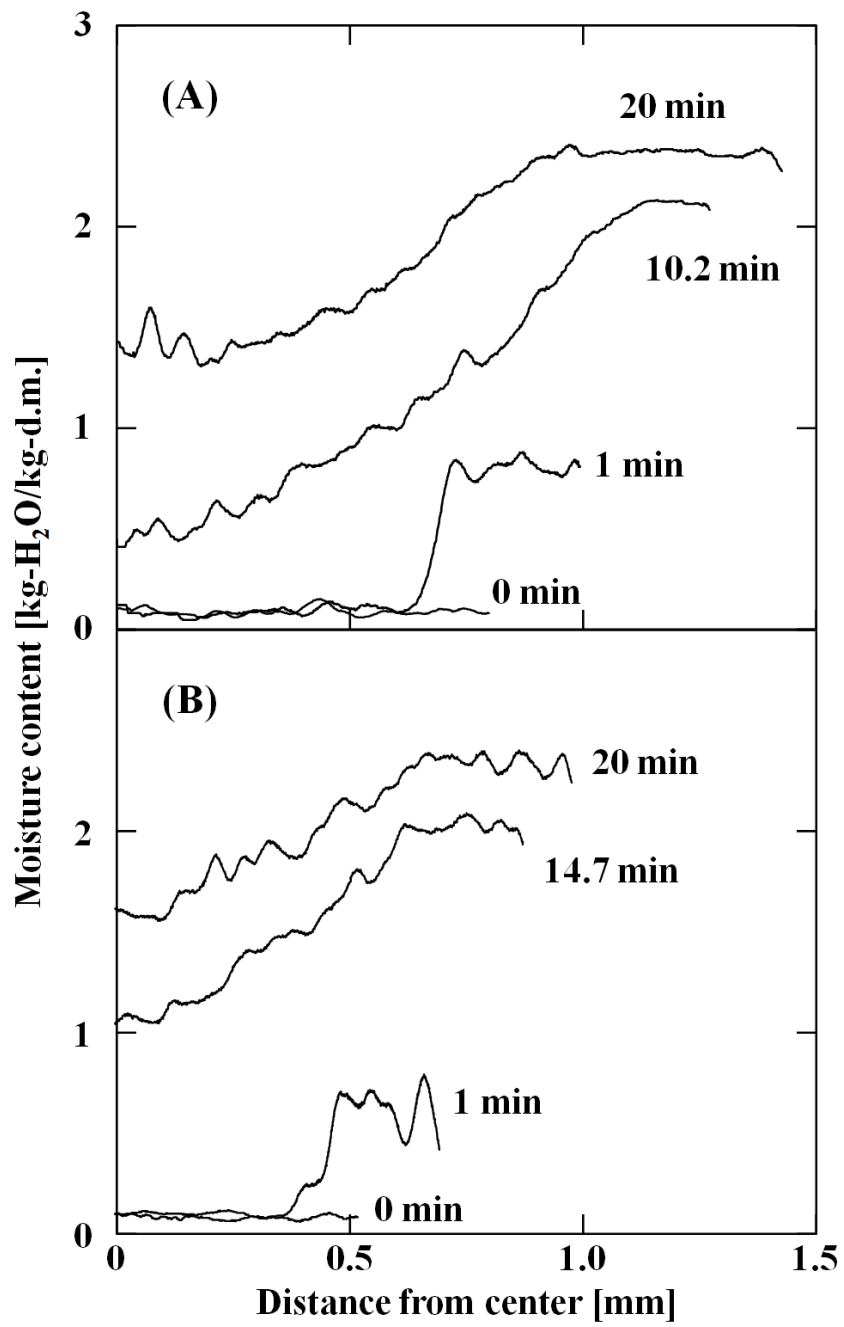 3
(A)
20 min
2
10.2 min
1
1 min
0 min
0
(B)
20 min
2
14.7 min
1
1 min
0 min
0
0
0.5
1.0
1.5
Distance from center [mm]
Moisture content [kg-H₂O/kg-d.m.]